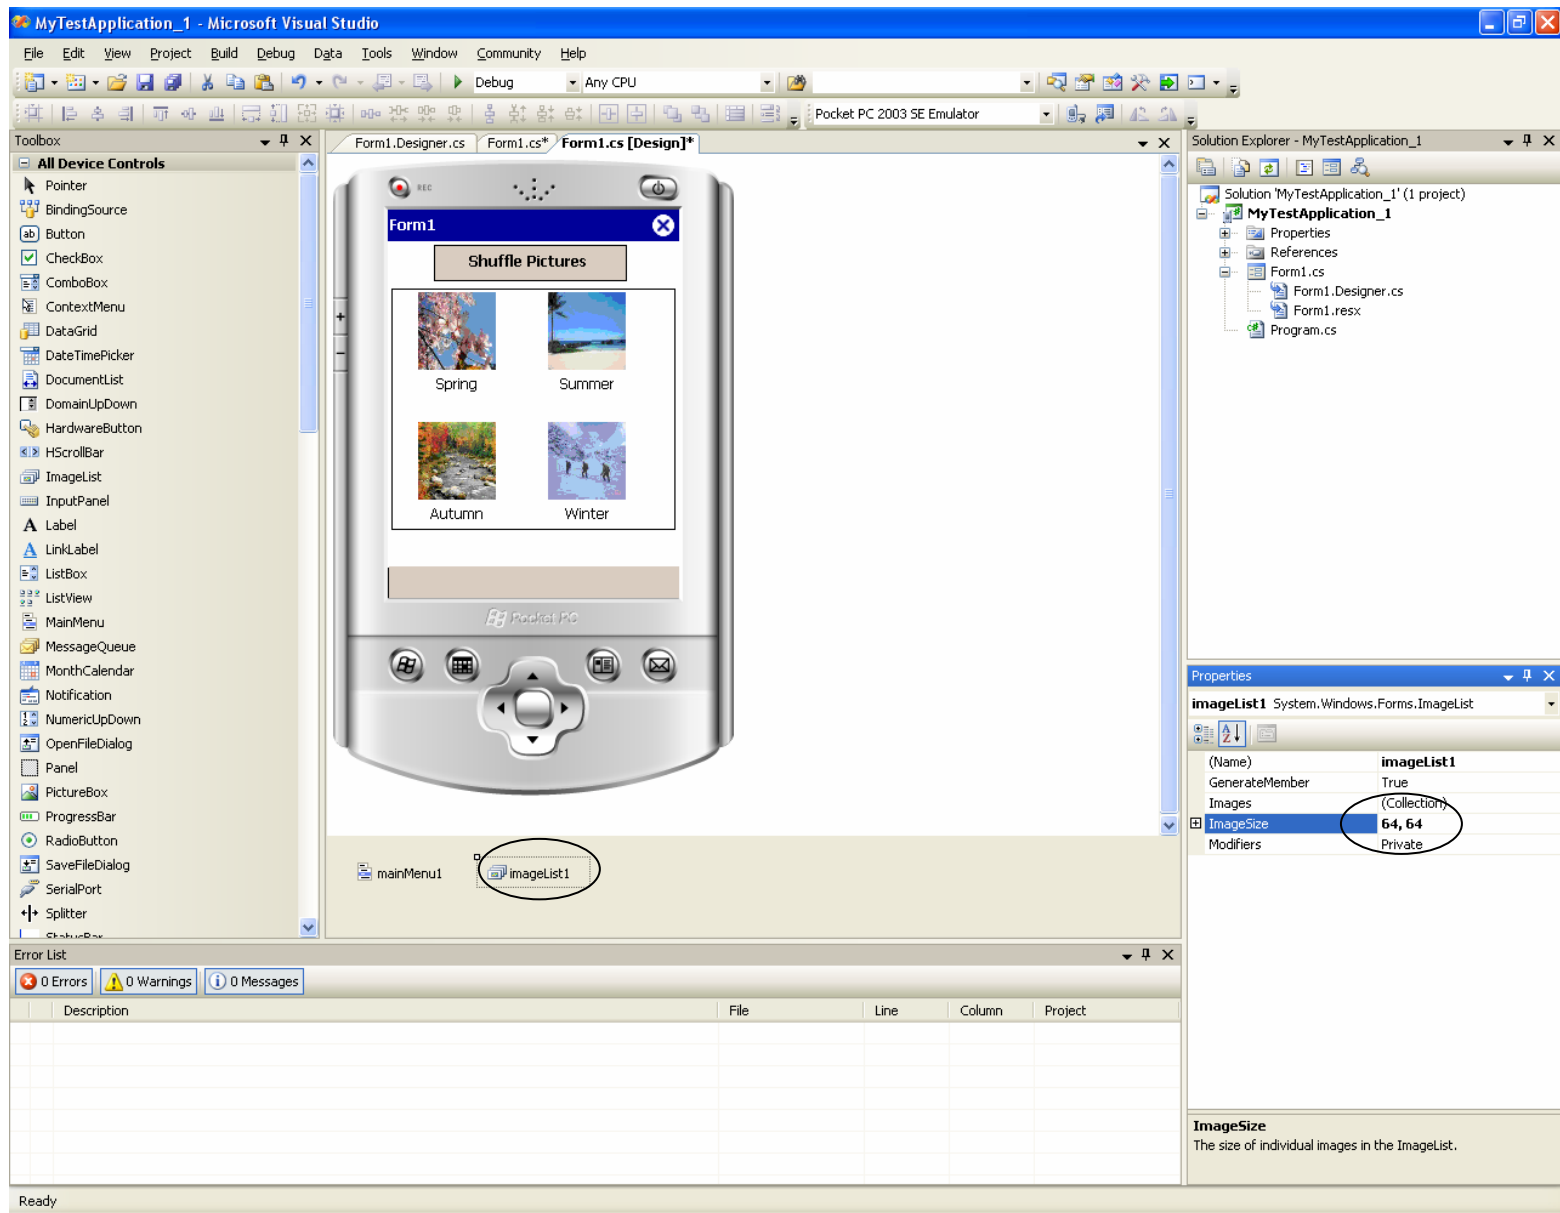 MyTestApplication_1 - Microsoft Visual Studio
File Edit View Project Build Debug Data Tools Window Community Help
Debug Any CPU
Pocket PC 2003 SE Emulator
Toolbox
All Device Controls
Pointer
BindingSource
Button
CheckBox
ComboBox
ContextMenu
DataGrid
DateTimePicker
DocumentList
DomainUpDown
HardwareButton
HScrollBar
ImageList
InputPanel
Label
LinkLabel
ListBox
ListView
MainMenu
MessageQueue
MonthCalendar
Notification
NumericUpDown
OpenFileDialog
Panel
PictureBox
ProgressBar
RadioButton
SaveFileDialog
SerialPort
Splitter
StatusBar
Form1.Designer.cs Form1.cs* Form1.cs [Design]*
REC
Form1
Shuffle Pictures
Spring Summer
Autumn Winter
Pocket PC
mainMenu1 imageList1
Solution Explorer - MyTestApplication_1
Solution 'MyTestApplication_1' (1 project)
MyTestApplication_1
Properties
References
Form1.cs
Form1.Designer.cs
Form1.resx
Program.cs
Properties
imageList1 System.Windows.Forms.ImageList
(Name) imageList1
GenerateMember True
Images (Collection)
ImageSize 64, 64
Modifiers Private
ImageSize
The size of individual images in the ImageList.
Error List
0 Errors 0 Warnings 0 Messages
Description File Line Column Project
Ready